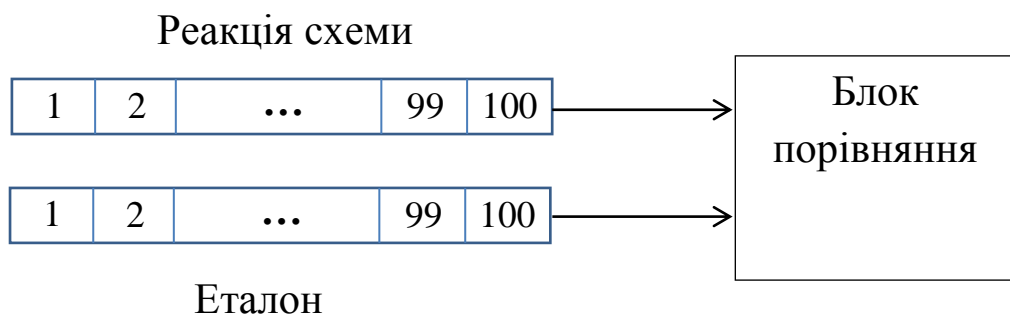 Реакція схеми
1 2 ... 99 100
Блок
порівняння
1 2 ... 99 100
Еталон